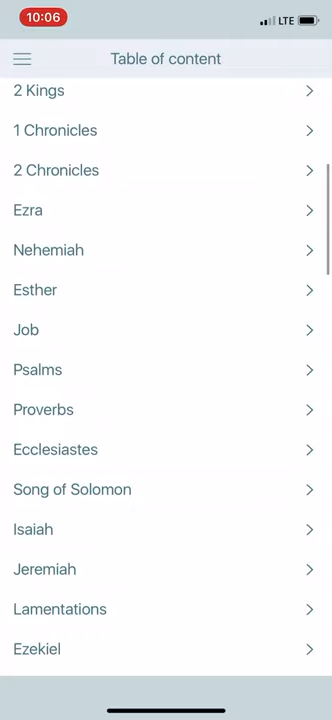 10:06
LTE
Table of content
2 Kings
1 Chronicles
2 Chronicles
Ezra
Nehemiah
Esther
Job
Psalms
Proverbs
Ecclesiastes
Song of Solomon
Isaiah
Jeremiah
Lamentations
Ezekiel